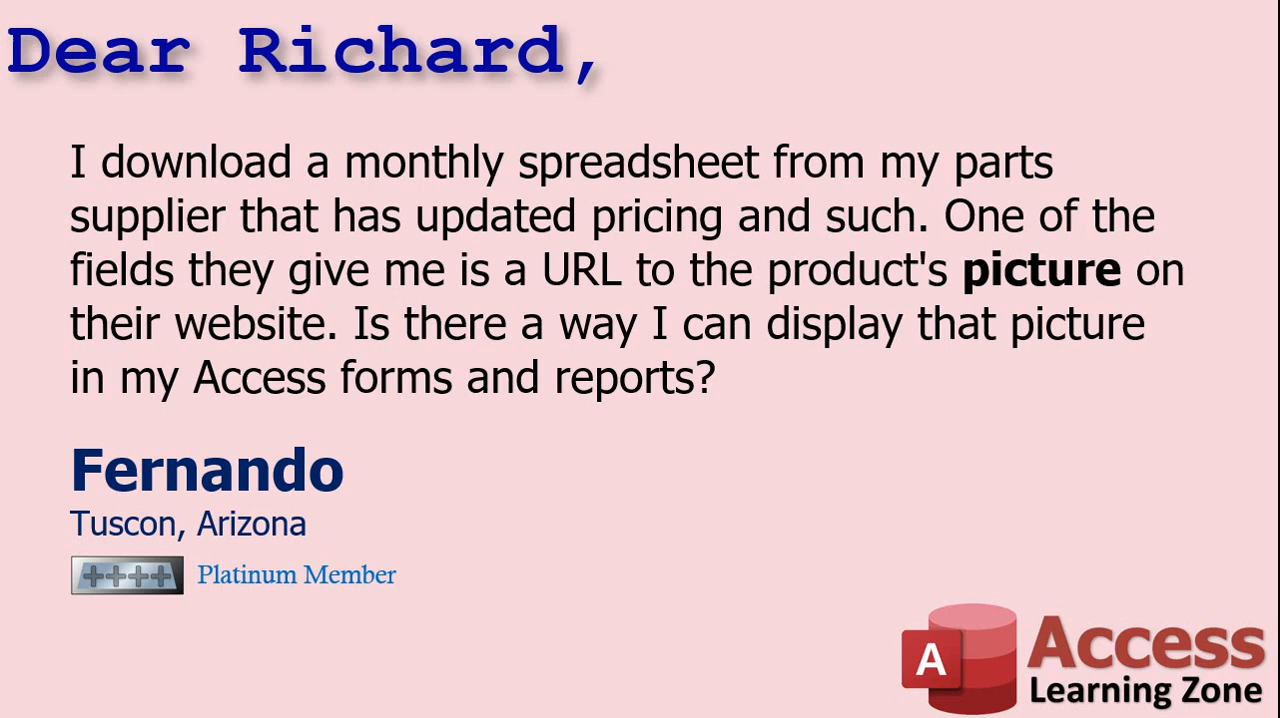 Dear Richard,
I download a monthly spreadsheet from my parts
supplier that has updated pricing and such. One of the
fields they give me is a URL to the product's picture on
their website. Is there a way I can display that picture
in my Access forms and reports?
Fernando
Tuscon, Arizona
++++ Platinum Member
A Access
Learning Zone